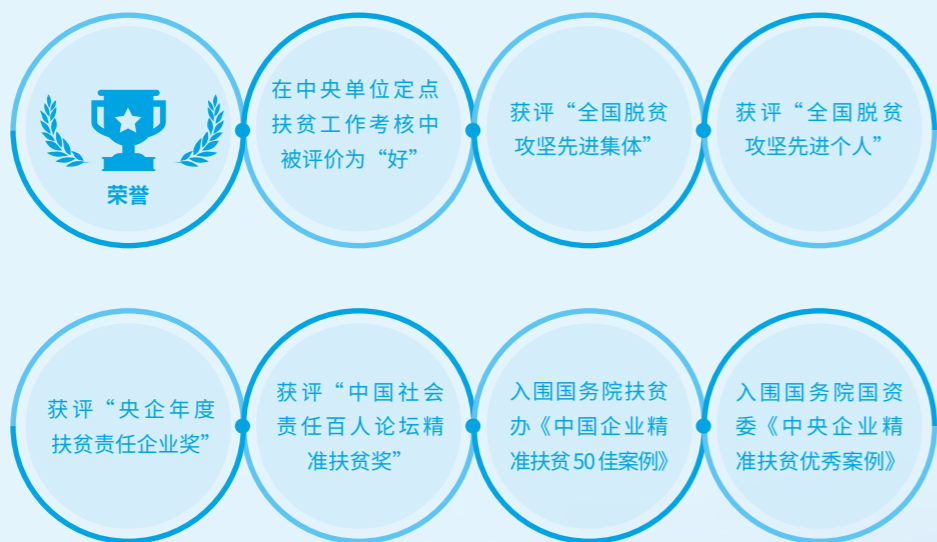 荣誉
在中央单位定点
扶贫工作考核中
被评价为“好”
获评“全国脱贫
攻坚先进集体”
获评“全国脱贫
攻坚先进个人”
获评“央企年度
扶贫责任企业奖”
获评“中国社会
责任百人论坛精
准扶贫奖”
入围国务院扶贫
办《中国企业精
准扶贫50佳案例》
入围国务院国资
委《中央企业精
准扶贫优秀案例》